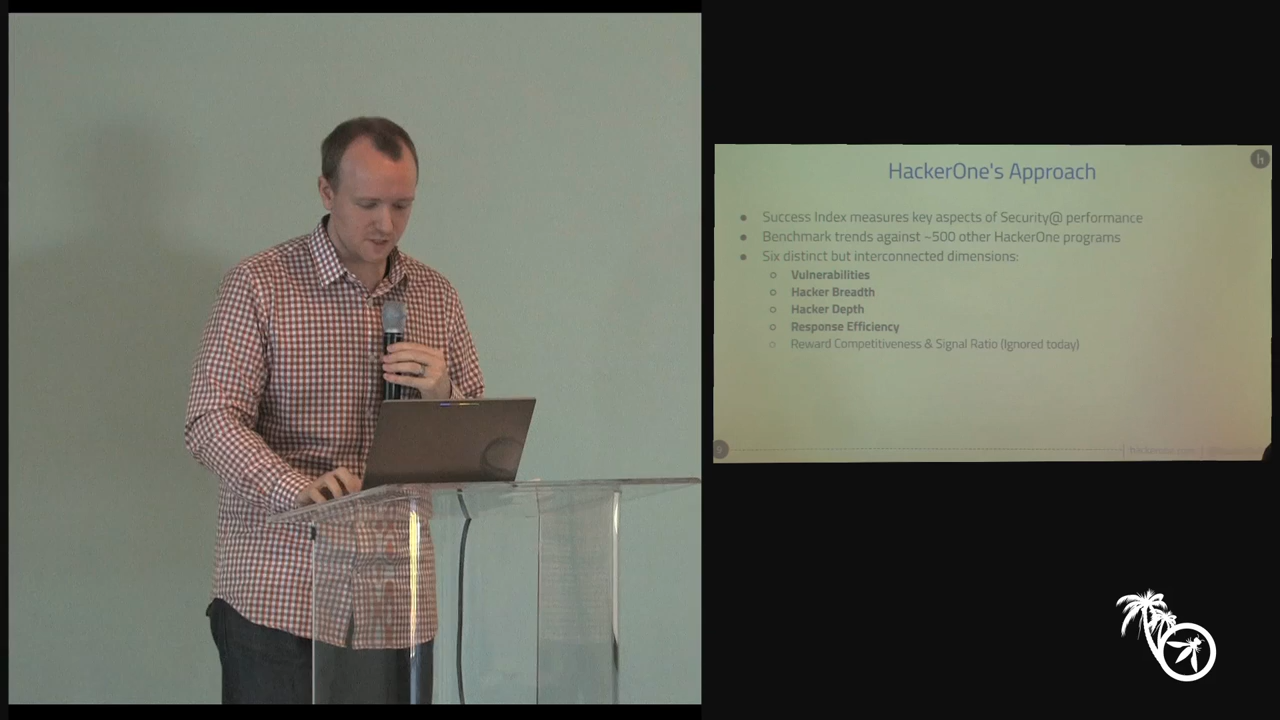 HackerOne's Approach
h
● Success Index measures key aspects of Security@ performance
● Benchmark trends against ~500 other HackerOne programs
● Six distinct but interconnected dimensions:
○ Vulnerabilities
○ Hacker Breadth
○ Hacker Depth
○ Response Efficiency
○ Reward Competitiveness & Signal Ratio (Ignored today)
9